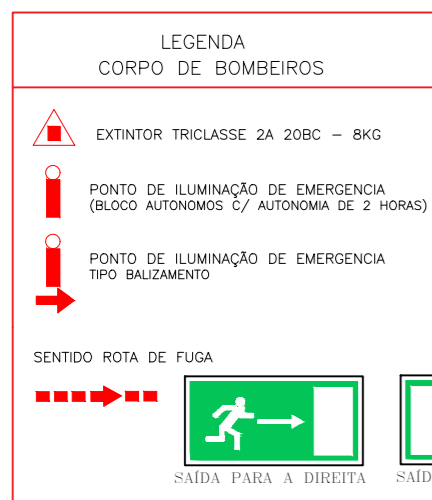 LEGENDA
CORPO DE BOMBEIROS
EXTINTOR TRICLASSE 2A 20BC – 8KG
PONTO DE ILUMINAÇÃO DE EMERGENCIA
(BLOCO AUTONOMOS C/ AUTONOMIA DE 2 HORAS)
PONTO DE ILUMINAÇÃO DE EMERGENCIA
TIPO BALIZAMENTO
SENTIDO ROTA DE FUGA
SAÍDA PARA A DIREITA
SAÍD